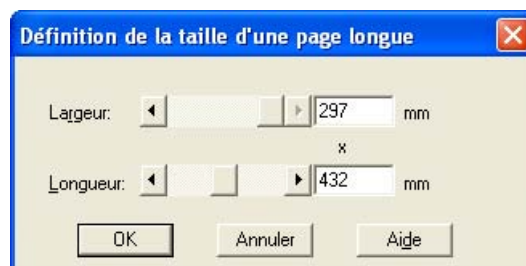 Définition de la taille d'une page longue
Largeur: 297 mm
x
Longueur: 432 mm
OK Annuler Aide